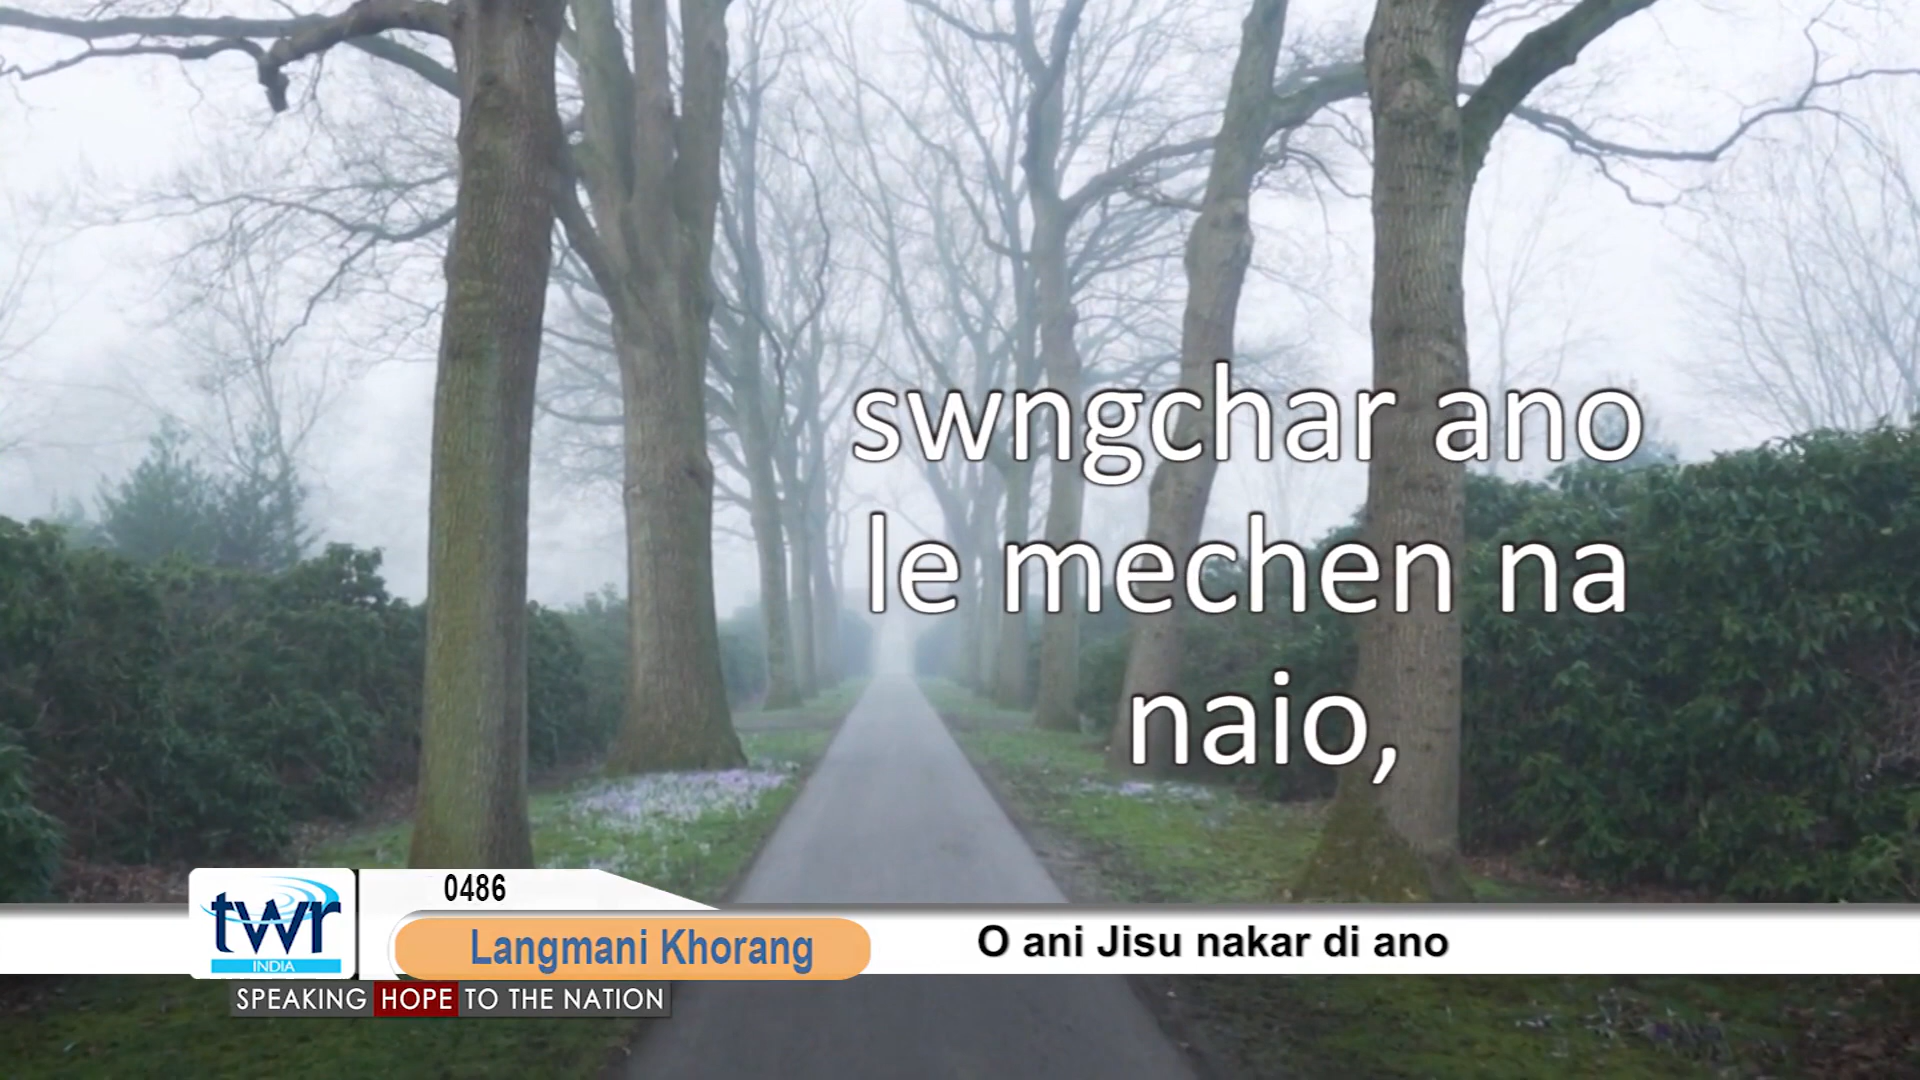 swngchar ano
le mechen na
naio,
0486
twr
INDIA
Langmani Khorang
O ani Jisu nakar di ano
SPEAKING HOPE TO THE NATION